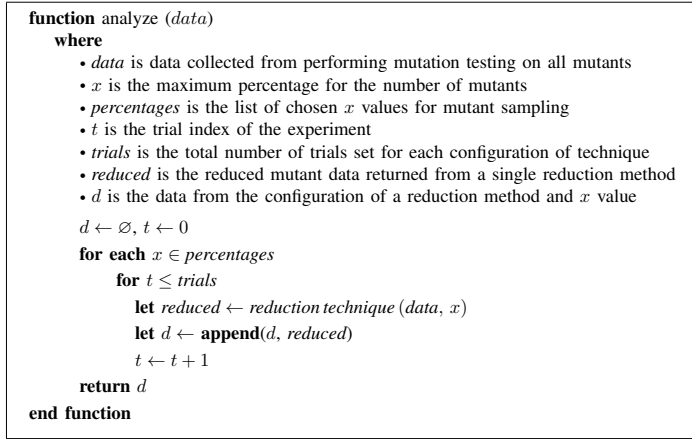 function analyze (data)
where
• data is data collected from performing mutation testing on all mutants
• x is the maximum percentage for the number of mutants
• percentages is the list of chosen x values for mutant sampling
• t is the trial index of the experiment
• trials is the total number of trials set for each configuration of technique
• reduced is the reduced mutant data returned from a single reduction method
• d is the data from the configuration of a reduction method and x value
d ← ∅, t ← 0
for each x ∈ percentages
for t ≤ trials
let reduced ← reduction technique (data, x)
let d ← append(d, reduced)
t ← t + 1
return d
end function